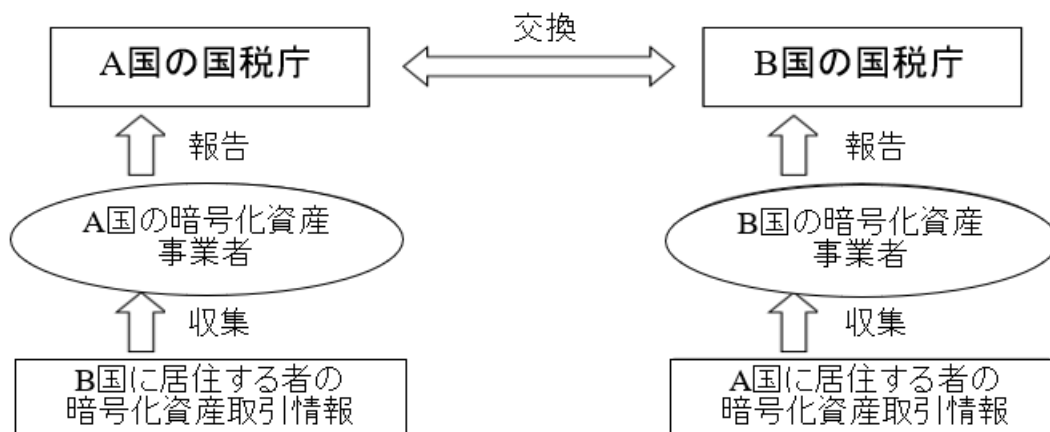 交換
A国の国税庁
B国の国税庁
報告
報告
A国の暗号化資産
事業者
B国の暗号化資産
事業者
収集
収集
B国に居住する者の
暗号化資産取引情報
A国に居住する者の
暗号化資産取引情報